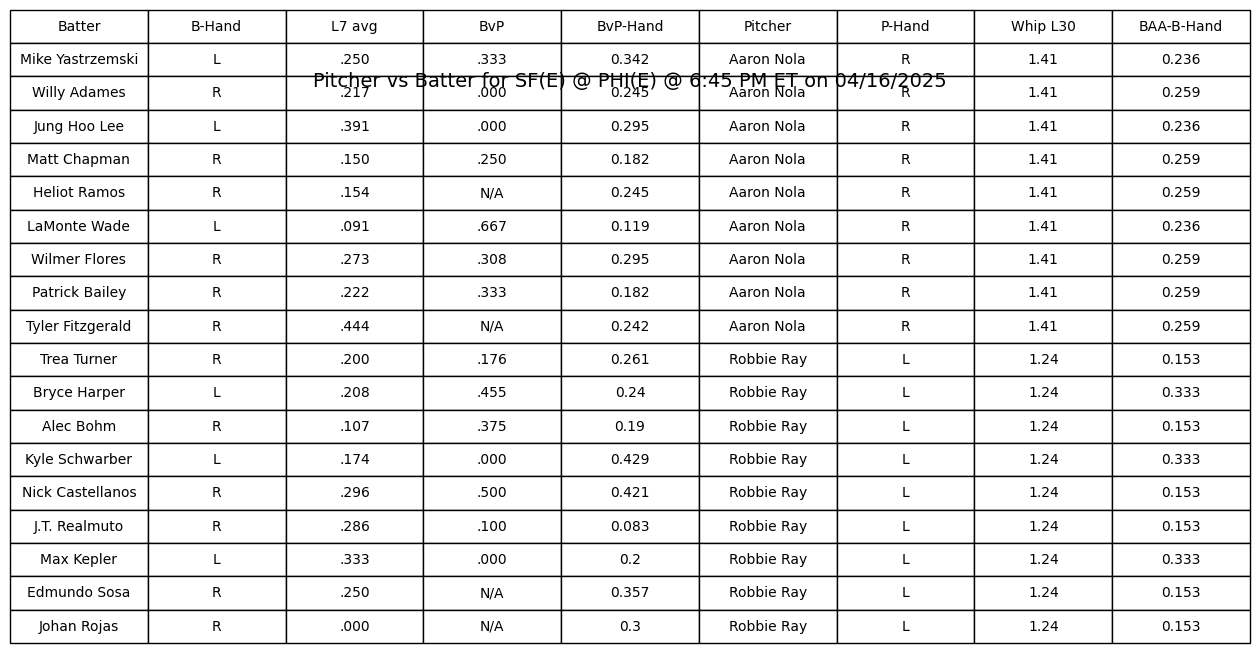 Batter B-Hand L7 avg BvP BvP-Hand Pitcher P-Hand Whip L30 BAA-B-Hand
Mike Yastrzemski L .250 .333 0.342 Aaron Nola R 1.41 0.236
Pitcher vs Batter for SF(E) @ PHI(E) @ 6:45 PM ET on 04/16/2025
Willy Adames R .217 .000 0.245 Aaron Nola R 1.41 0.259
Jung Hoo Lee L .391 .000 0.295 Aaron Nola R 1.41 0.236
Matt Chapman R .150 .250 0.182 Aaron Nola R 1.41 0.259
Heliot Ramos R .154 N/A 0.245 Aaron Nola R 1.41 0.259
LaMonte Wade L .091 .667 0.119 Aaron Nola R 1.41 0.236
Wilmer Flores R .273 .308 0.295 Aaron Nola R 1.41 0.259
Patrick Bailey R .222 .333 0.182 Aaron Nola R 1.41 0.259
Tyler Fitzgerald R .444 N/A 0.242 Aaron Nola R 1.41 0.259
Trea Turner R .200 .176 0.261 Robbie Ray L 1.24 0.153
Bryce Harper L .208 .455 0.24 Robbie Ray L 1.24 0.333
Alec Bohm R .107 .375 0.19 Robbie Ray L 1.24 0.153
Kyle Schwarber L .174 .000 0.429 Robbie Ray L 1.24 0.333
Nick Castellanos R .296 .500 0.421 Robbie Ray L 1.24 0.153
J.T. Realmuto R .286 .100 0.083 Robbie Ray L 1.24 0.153
Max Kepler L .333 .000 0.2 Robbie Ray L 1.24 0.333
Edmundo Sosa R .250 N/A 0.357 Robbie Ray L 1.24 0.153
Johan Rojas R .000 N/A 0.3 Robbie Ray L 1.24 0.153